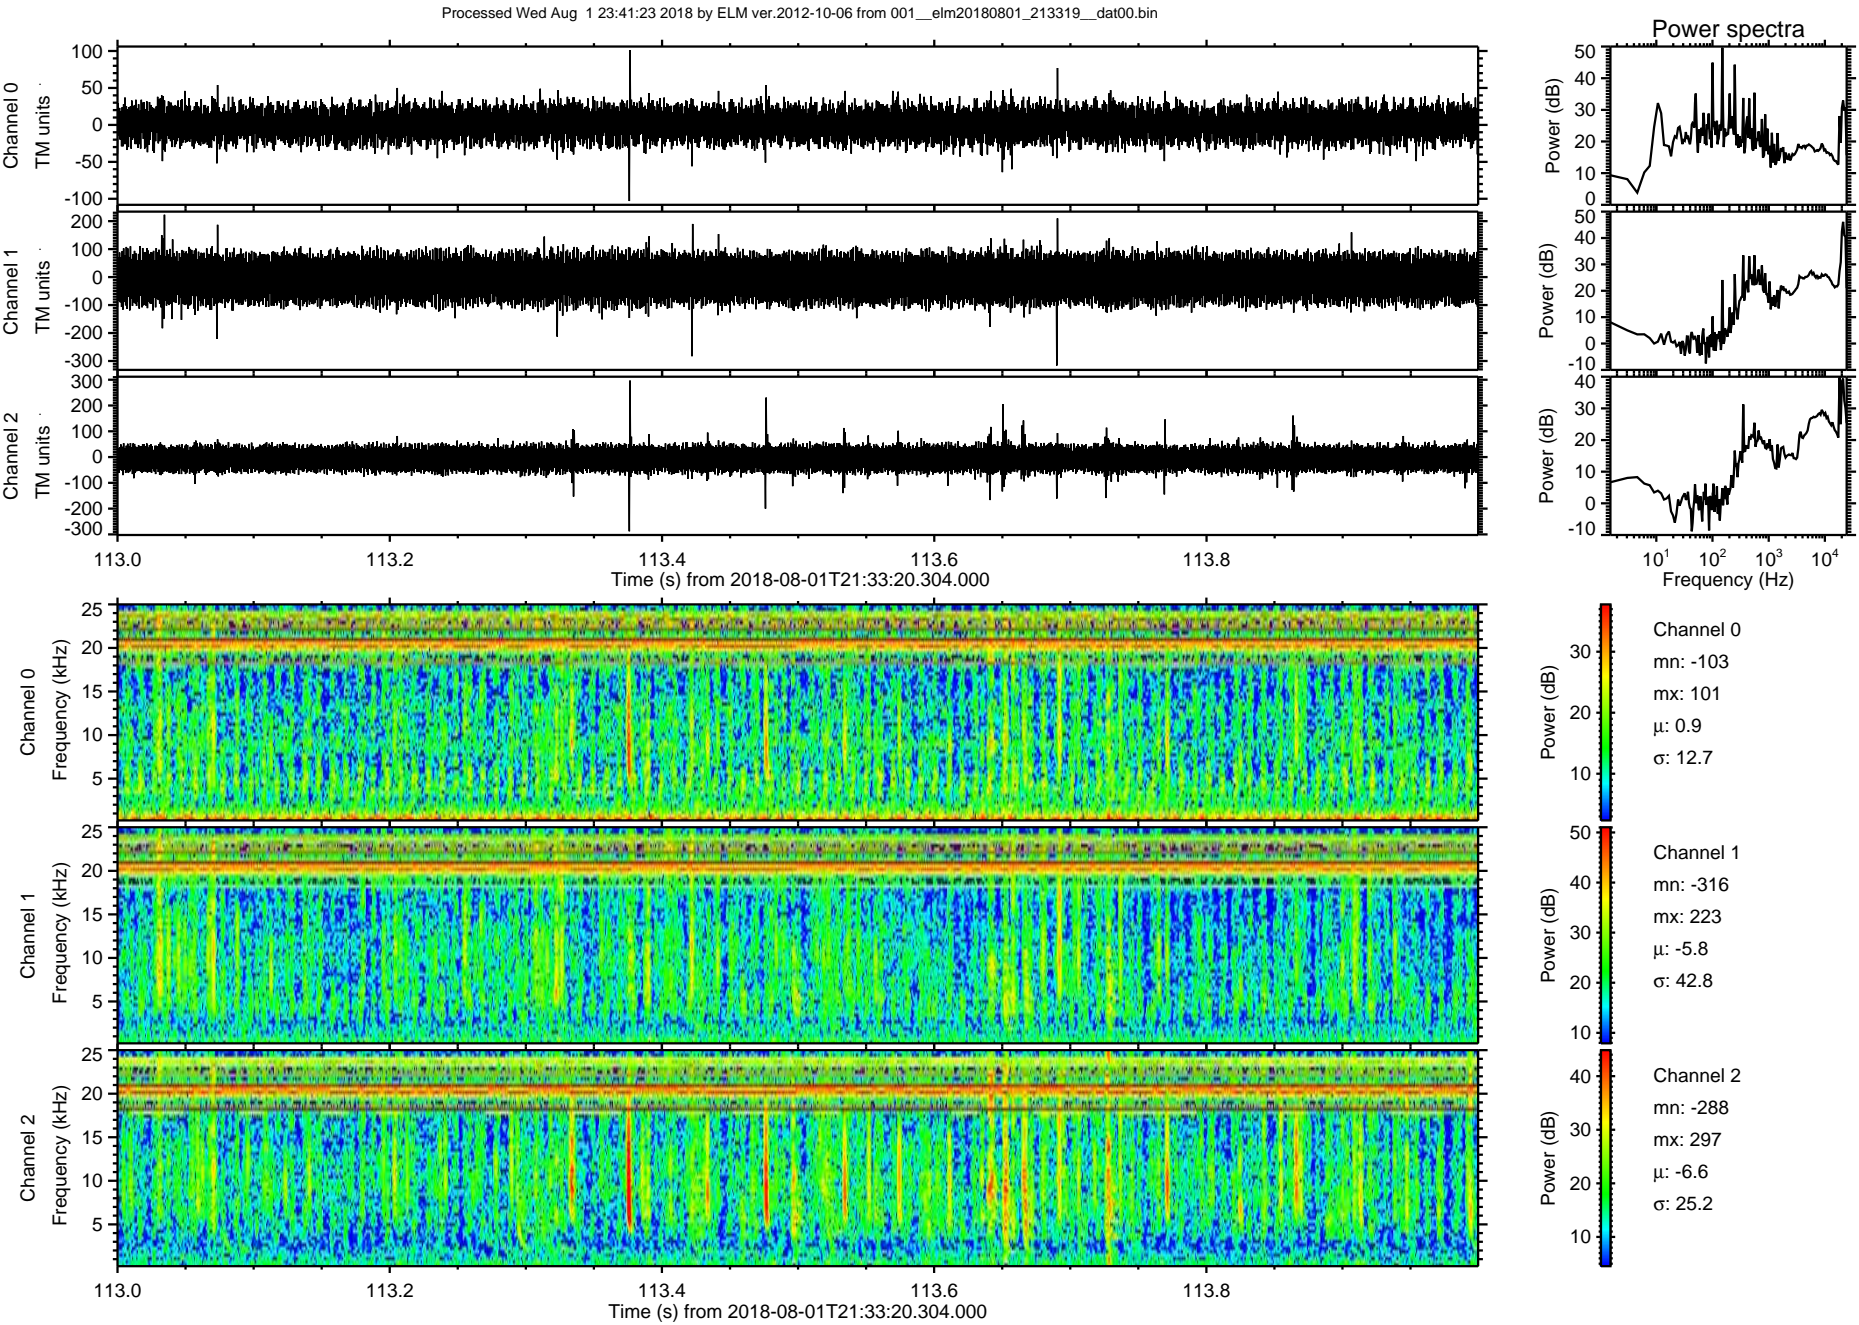 Processed Wed Aug  1 23:41:23 2018 by ELM ver.2012-10-06 from 001__elm20180801_213319__dat00.bin
Power spectra
Channel 0
TM units
100
50
0
-50
-100
Power (dB)
50
40
30
20
10
0
Channel 1
TM units
200
100
0
-100
-200
-300
Power (dB)
50
40
30
20
10
0
-10
Channel 2
TM units
300
200
100
0
-100
-200
-300
Power (dB)
40
30
20
10
0
-10
113.0 113.2 113.4 113.6 113.8
Time (s) from 2018-08-01T21:33:20.304.000
10^1 10^2 10^3 10^4
Frequency (Hz)
Channel 0
Frequency (kHz)
25
20
15
10
5
Power (dB)
30
20
10
Channel 0
mn: -103
mx: 101
μ: 0.9
σ: 12.7
Channel 1
Frequency (kHz)
25
20
15
10
5
Power (dB)
50
40
30
20
10
Channel 1
mn: -316
mx: 223
μ: -5.8
σ: 42.8
Channel 2
Frequency (kHz)
25
20
15
10
5
Power (dB)
40
30
20
10
Channel 2
mn: -288
mx: 297
μ: -6.6
σ: 25.2
113.0 113.2 113.4 113.6 113.8
Time (s) from 2018-08-01T21:33:20.304.000